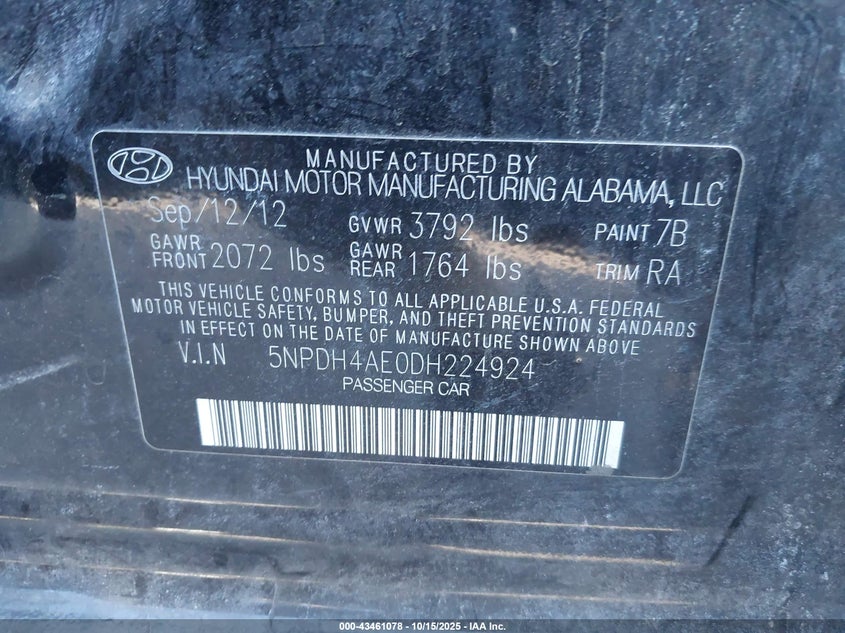 MANUFACTURED BY
HYUNDAI MOTOR MANUFACTURING ALABAMA, LLC
Sep/12/12 GVWR 3792 lbs PAINT 7B
GAWR FRONT 2072 lbs GAWR REAR 1764 lbs TRIM RA
THIS VEHICLE CONFORMS TO ALL APPLICABLE U.S.A. FEDERAL
MOTOR VEHICLE SAFETY, BUMPER, AND THEFT PREVENTION STANDARDS
IN EFFECT ON THE DATE OF MANUFACTURE SHOWN ABOVE
V.I.N 5NPDH4AE0DH224924
PASSENGER CAR
000-43461078 - 10/15/2025 - IAA Inc.